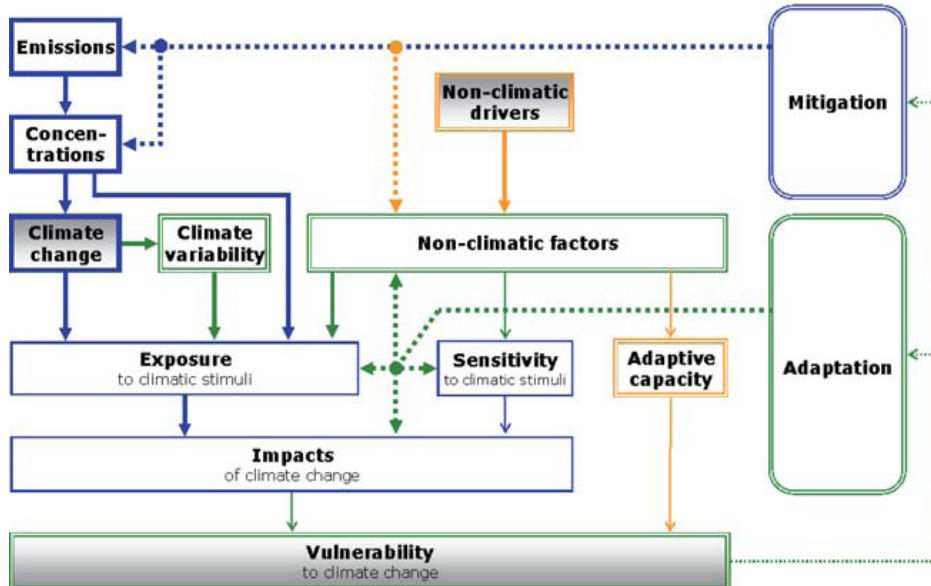 Emissions
Non-climatic
drivers
Mitigation
Concen-
trations
Climate
change
Climate
variability
Non-climatic factors
Exposure
to climatic stimuli
Sensitivity
to climatic stimuli
Adaptive
capacity
Adaptation
Impacts
of climate change
Vulnerability
to climate change